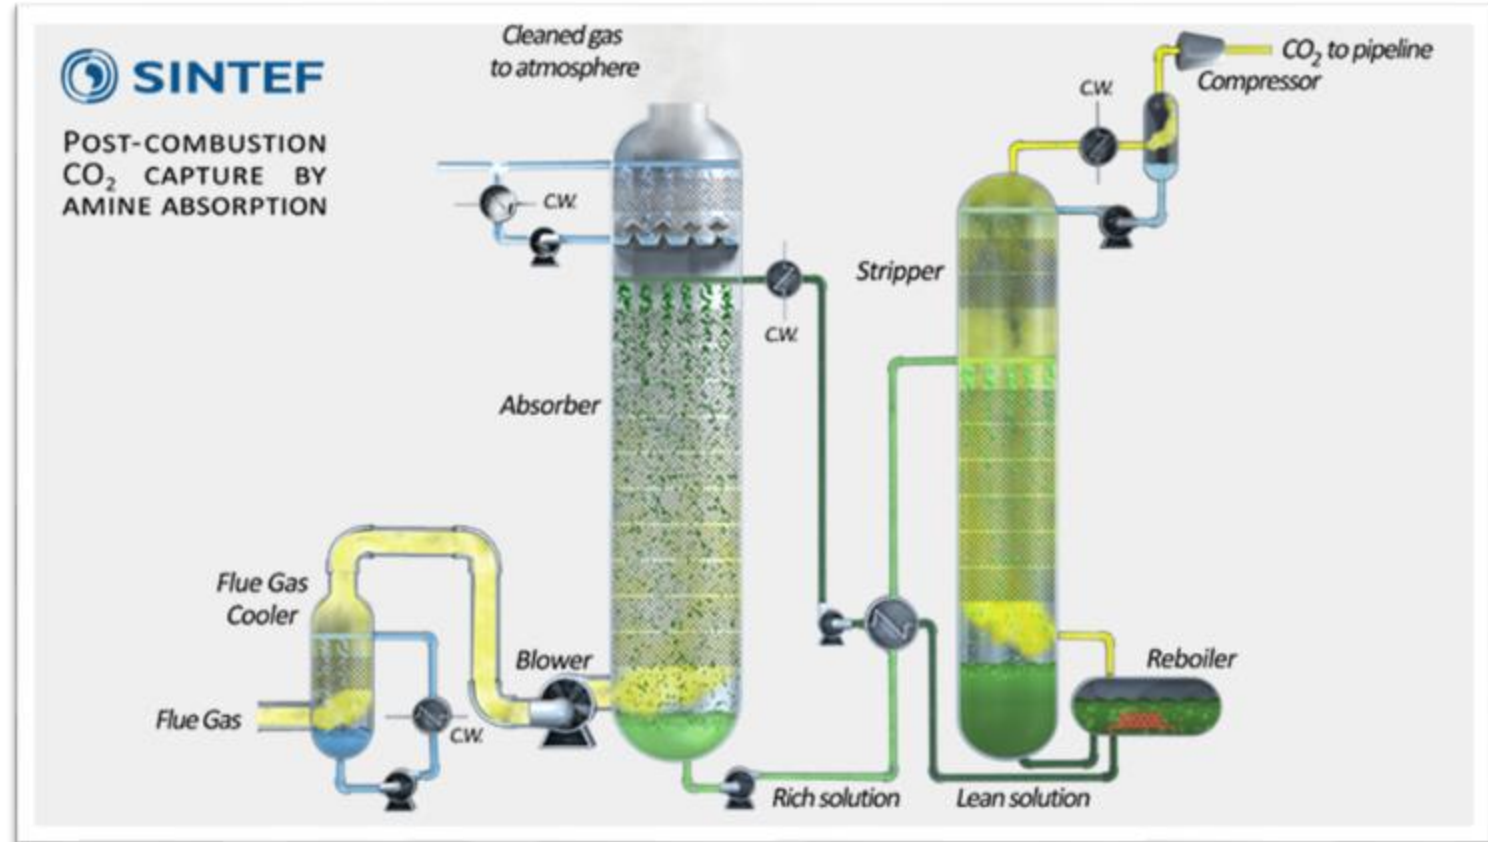 SINTEF
POST-COMBUSTION
CO₂ CAPTURE BY
AMINE ABSORPTION
Cleaned gas
to atmosphere
C.W.
C.W.
Absorber
Stripper
C.W.
CO₂ to pipeline
Compressor
Flue Gas
Cooler
Flue Gas
C.W.
Blower
Reboiler
Rich solution
Lean solution